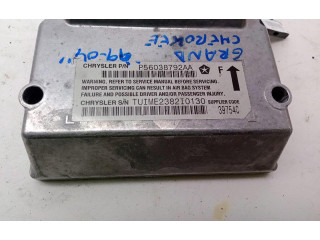 GRAND
CHEROKEE
99-04"
CHRYSLER P/N P56038792AA
F
WARNING: REFER TO SERVICE MANUAL BEFORE SERVICING.
IMPROPER SERVICING CAN RESULT IN AIR BAG SYSTEM
FAILURE AND POSSIBLE DRIVER AND/OR PASSENGER INJURY.
CHRYSLER S/N TUIME2382I0130 SUPPLIER CODE
39754C